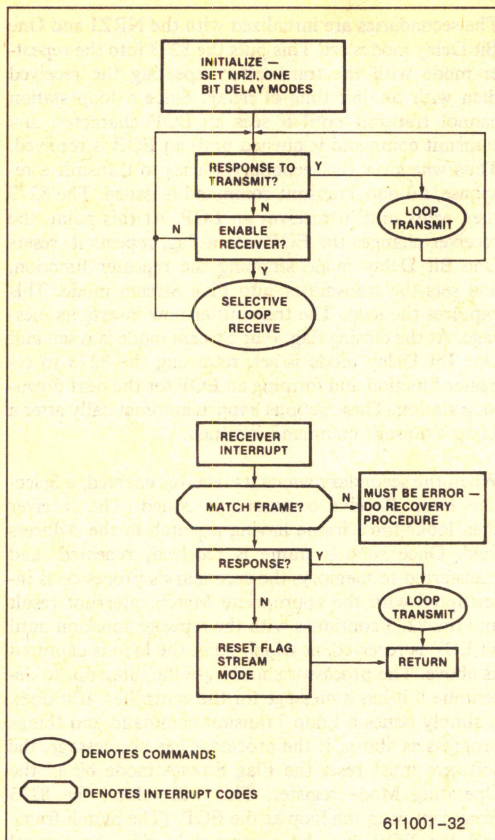 INITIALIZE —
SET NRZI, ONE
BIT DELAY MODES
RESPONSE TO
TRANSMIT?
Y
LOOP
TRANSMIT
N
N
ENABLE
RECEIVER?
Y
SELECTIVE
LOOP
RECEIVE
RECEIVER
INTERRUPT
MATCH FRAME?
N
MUST BE ERROR —
DO RECOVERY
PROCEDURE
Y
RESPONSE?
Y
LOOP
TRANSMIT
N
RESET FLAG
STREAM
MODE
RETURN
DENOTES COMMANDS
DENOTES INTERRUPT CODES
611001-32